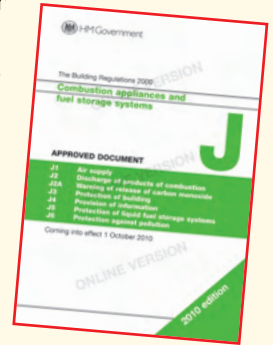 HM Government
The Building Regulations 2000
Combustion appliances and
fuel storage systems
J
ONLINE VERSION
APPROVED DOCUMENT
J1 Air supply
J2 Discharge of products of combustion
J2A Warning of release of carbon monoxide
J3 Protection of building
J4 Provision of information
J5 Protection of liquid fuel storage systems
J6 Protection against pollution
Coming into effect 1 October 2010
ONLINE VERSION
2010 edition